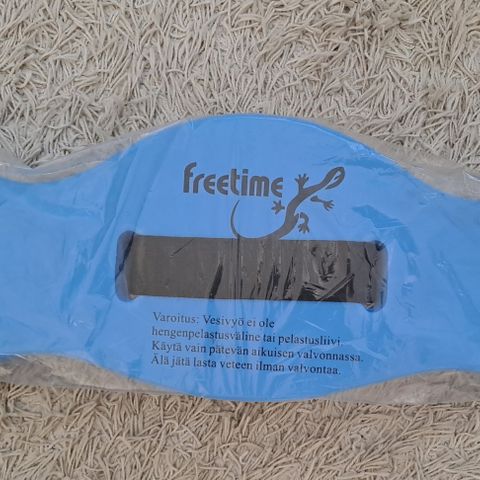 freetime
Varoitus: Vesivyö ei ole
hengenpelastusväline tai pelastusliivi.
Käytä vain pätevän aikuisen valvonnassa.
Älä jätä lasta veteen ilman valvontaa.